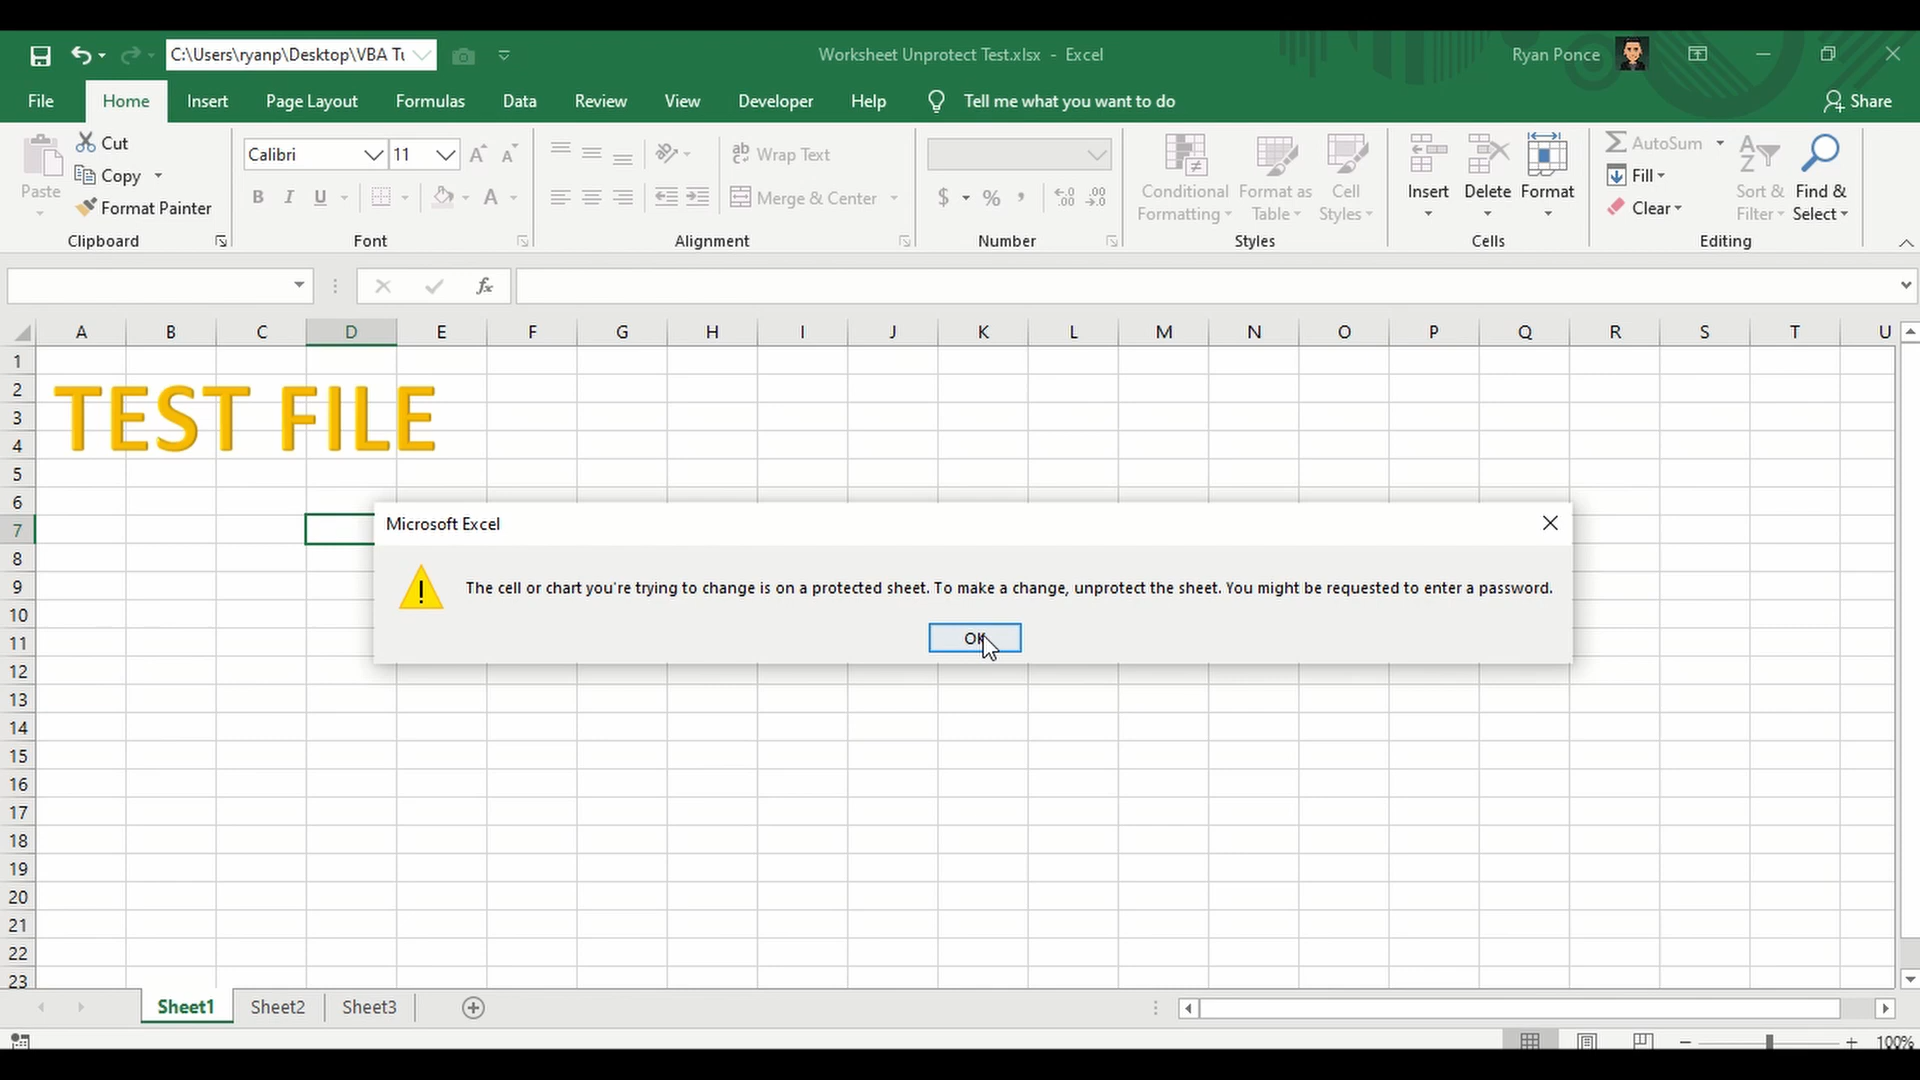 C:\Users\ryanp\Desktop\VBA Tu
Worksheet Unprotect Test.xlsx - Excel
Ryan Ponce
File Home Insert Page Layout Formulas Data Review View Developer Help Tell me what you want to do Share
Paste
Cut
Copy
Format Painter
Clipboard
Calibri 11
B I U A
Font
Wrap Text
Merge & Center
Alignment
$ % ,
Number
Conditional Formatting
Format as Table
Cell Styles
Styles
Insert
Delete
Format
Cells
AutoSum
Fill
Clear
Sort & Filter
Find & Select
Editing
fx
A B C D E F G H I J K L M N O P Q R S T U
1
2
3
4
5
6
7
8
9
10
11
12
13
14
15
16
17
18
19
20
21
22
23
TEST FILE
Microsoft Excel
The cell or chart you're trying to change is on a protected sheet. To make a change, unprotect the sheet. You might be requested to enter a password.
OK
Sheet1 Sheet2 Sheet3
100%